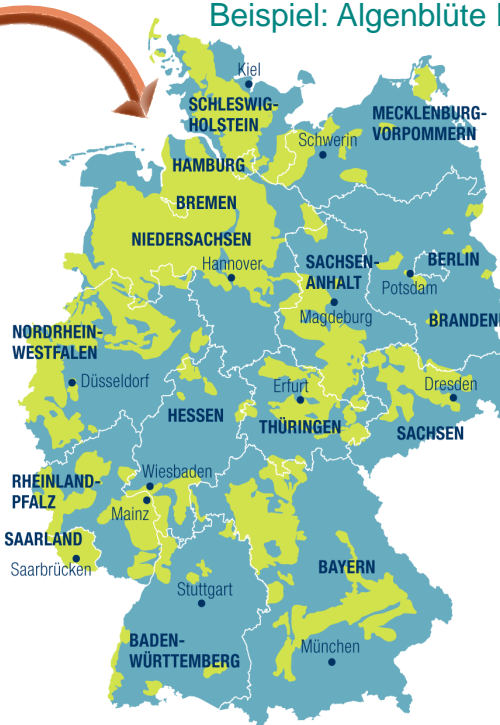 Beispiel: Algenblüte
Kiel
SCHLESWIG-
HOLSTEIN
MECKLENBURG-
VORPOMMERN
Schwerin
HAMBURG
BREMEN
NIEDERSACHSEN
Hannover
SACHSEN-
ANHALT
BERLIN
Potsdam
Magdeburg
NORDRHEIN-
WESTFALEN
Düsseldorf
Erfurt
Dresden
HESSEN
THÜRINGEN
SACHSEN
Wiesbaden
RHEINLAND-
PFALZ
Mainz
SAARLAND
Saarbrücken
BAYERN
Stuttgart
BADEN-
WÜRTTEMBERG
München